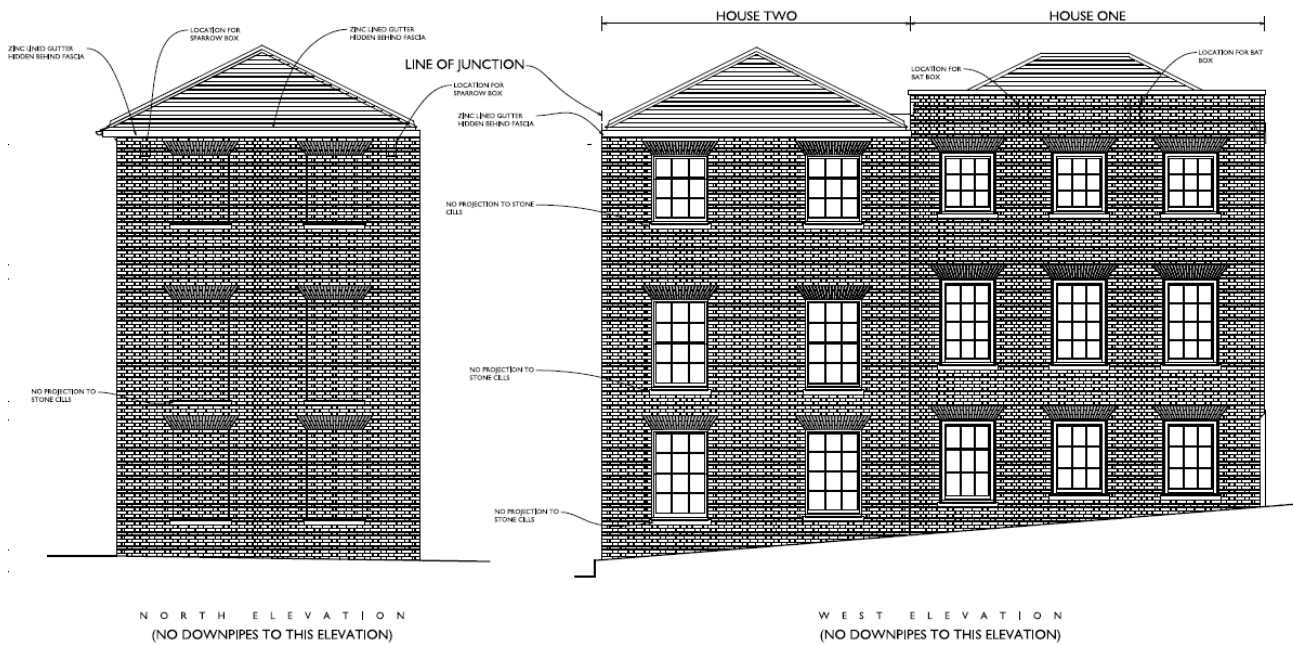 HOUSE TWO
HOUSE ONE
LOCATION FOR
SPARROW BOX
ZINC LINED GUTTER
HIDDEN BEHIND FASCIA
ZINC LINED GUTTER
HIDDEN BEHIND FASCIA
LINE OF JUNCTION
LOCATION FOR
SPARROW BOX
ZINC LINED GUTTER
HIDDEN BEHIND FASCIA
LOCATION FOR
BAT BOX
LOCATION FOR BAT
BOX
NO PROJECTION TO STONE
CILLS
NO PROJECTION TO
STONE CILLS
NO PROJECTION TO
STONE CILLS
NO PROJECTION TO
STONE CILLS
NORTH ELEVATION
(NO DOWNPIPES TO THIS ELEVATION)
WEST ELEVATION
(NO DOWNPIPES TO THIS ELEVATION)